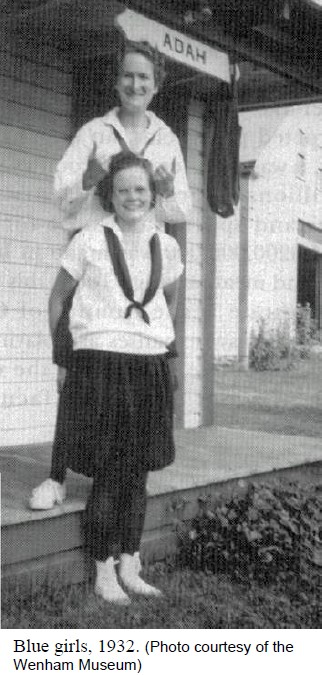 ADAH
Blue girls, 1932. (Photo courtesy of the
Wenham Museum)